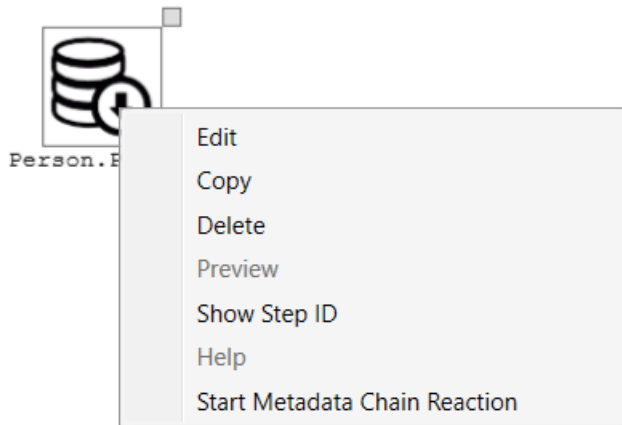 Edit
Person.
Copy
Delete
Preview
Show Step ID
Help
Start Metadata Chain Reaction